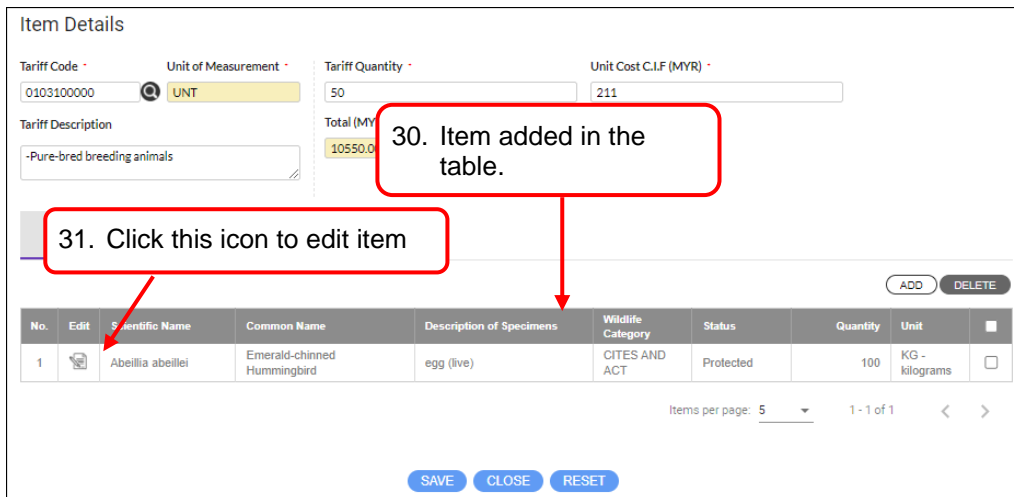 Item Details
Tariff Code * Unit of Measurement * Tariff Quantity * Unit Cost C.I.F (MYR) *
0103100000 UNT 50 211
Tariff Description Total (MY
-Pure-bred breeding animals 10550.0
30. Item added in the
table.
31. Click this icon to edit item
ADD DELETE
No. Edit Scientific Name Common Name Description of Specimens Wildlife Category Status Quantity Unit
1 Abeillia abeillei Emerald-chinned Hummingbird egg (live) CITES AND ACT Protected 100 KG - kilograms
Items per page: 5 1 - 1 of 1
SAVE CLOSE RESET